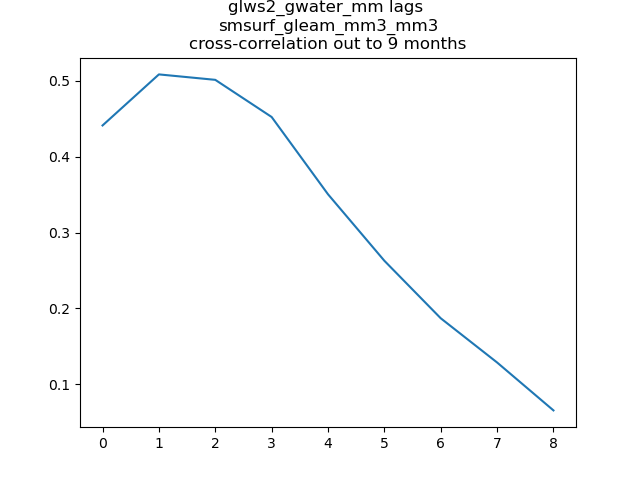 glws2_gwater_mm lags
smsurf_gleam_mm3_mm3
cross-correlation out to 9 months
0.5
0.4
0.3
0.2
0.1
0 1 2 3 4 5 6 7 8